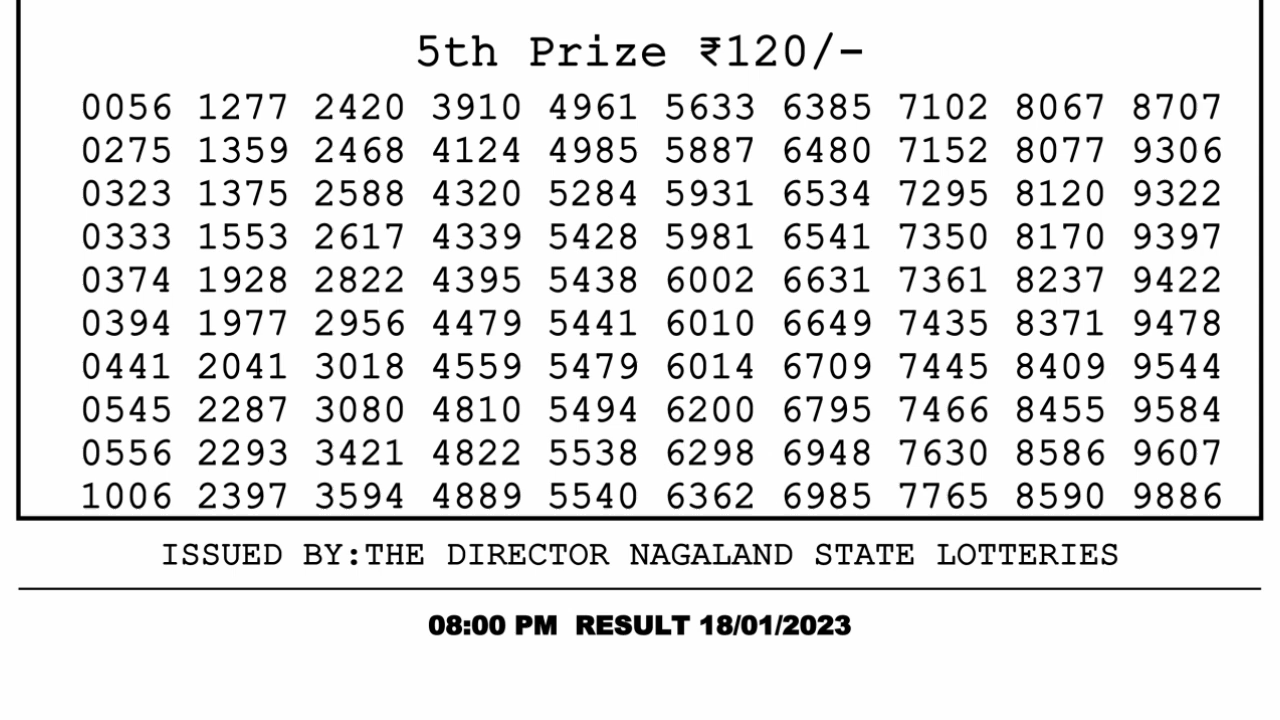 5th Prize ₹120/-
0056 1277 2420 3910 4961 5633 6385 7102 8067 8707
0275 1359 2468 4124 4985 5887 6480 7152 8077 9306
0323 1375 2588 4320 5284 5931 6534 7295 8120 9322
0333 1553 2617 4339 5428 5981 6541 7350 8170 9397
0374 1928 2822 4395 5438 6002 6631 7361 8237 9422
0394 1977 2956 4479 5441 6010 6649 7435 8371 9478
0441 2041 3018 4559 5479 6014 6709 7445 8409 9544
0545 2287 3080 4810 5494 6200 6795 7466 8455 9584
0556 2293 3421 4822 5538 6298 6948 7630 8586 9607
1006 2397 3594 4889 5540 6362 6985 7765 8590 9886
ISSUED BY:THE DIRECTOR NAGALAND STATE LOTTERIES
08:00 PM RESULT 18/01/2023